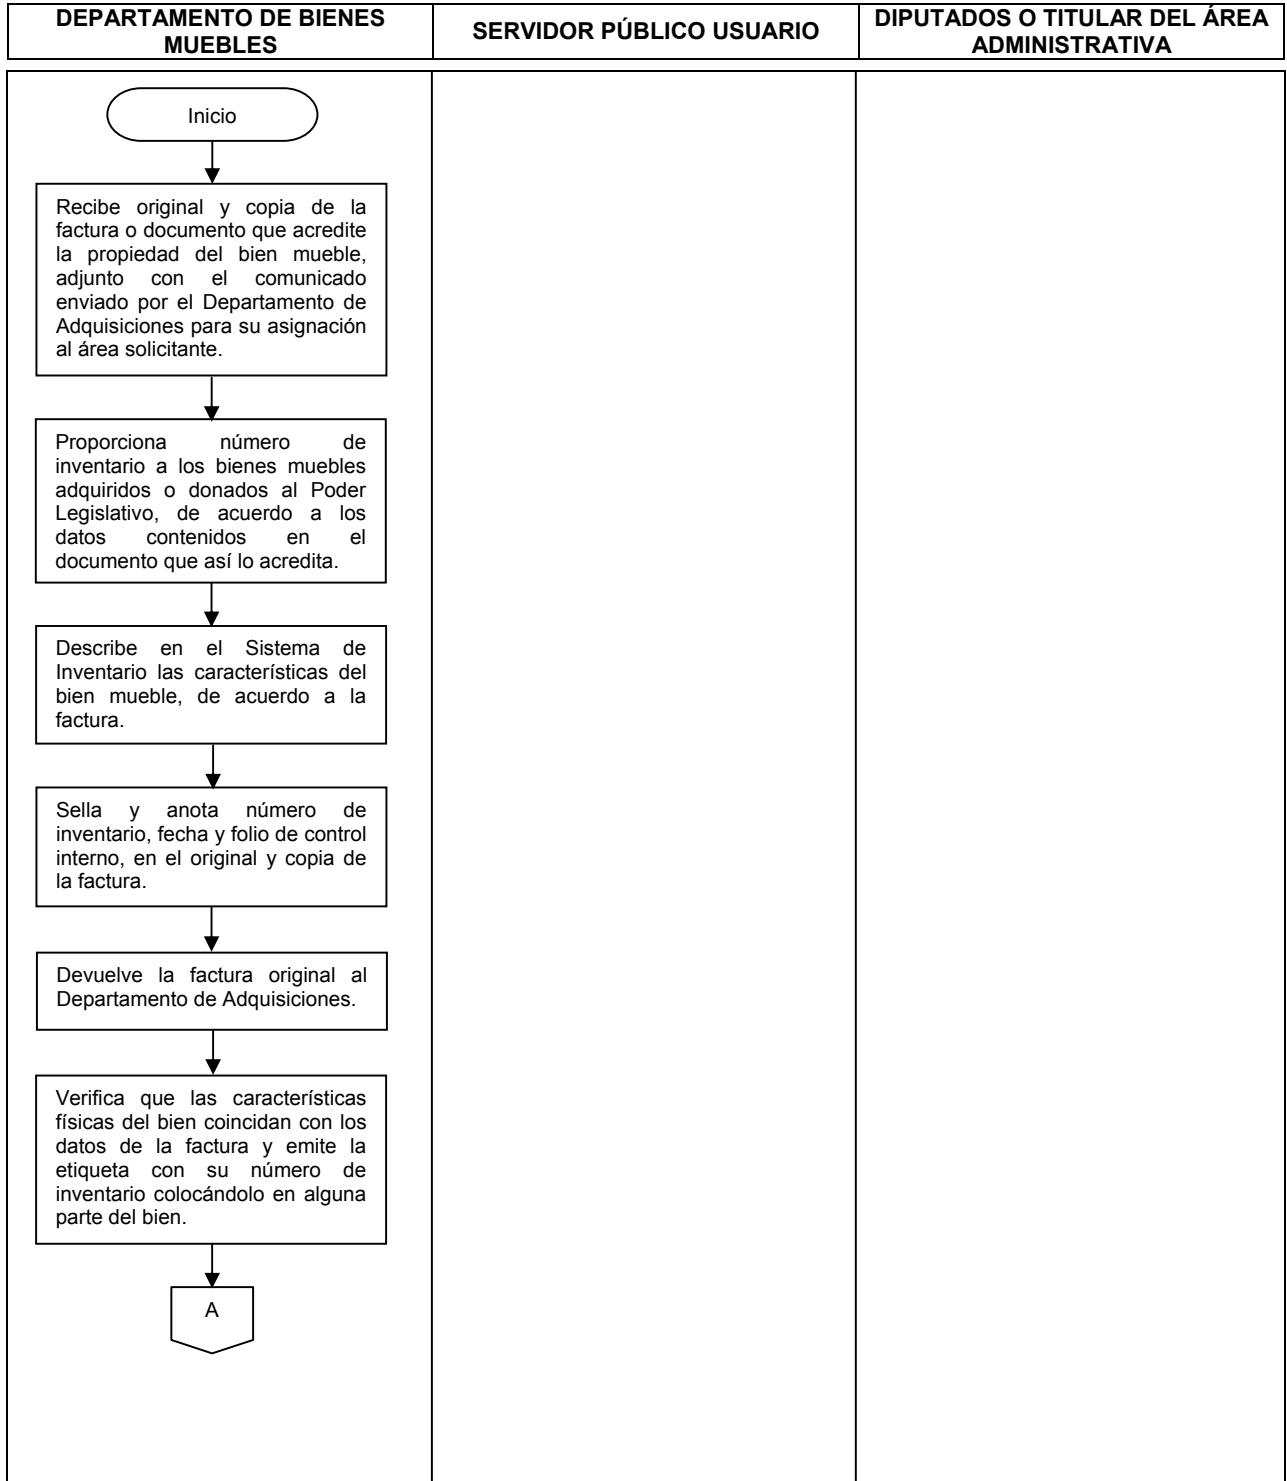 DEPARTAMENTO DE BIENES
MUEBLES
SERVIDOR PÚBLICO USUARIO
DIPUTADOS O TITULAR DEL ÁREA
ADMINISTRATIVA
Inicio
Recibe original y copia de la
factura o documento que acredite
la propiedad del bien mueble,
adjunto con el comunicado
enviado por el Departamento de
Adquisiciones para su asignación
al área solicitante.
Proporciona número de
inventario a los bienes muebles
adquiridos o donados al Poder
Legislativo, de acuerdo a los
datos contenidos en el
documento que así lo acredita.
Describe en el Sistema de
Inventario las características del
bien mueble, de acuerdo a la
factura.
Sella y anota número de
inventario, fecha y folio de control
interno, en el original y copia de
la factura.
Devuelve la factura original al
Departamento de Adquisiciones.
Verifica que las características
físicas del bien coincidan con los
datos de la factura y emite la
etiqueta con su número de
inventario colocándolo en alguna
parte del bien.
A